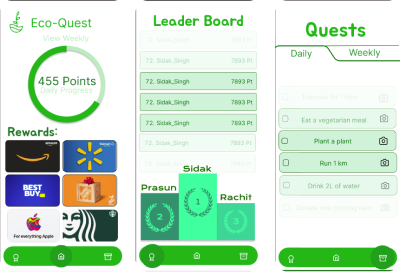 Eco-Quest
View Weekly
455 Points
Daily Progress
Rewards:
amazon
Walmart
BEST
BUY
For everything Apple
Leader Board
72. Sidak_Singh 7893 Pt
72. Sidak_Singh 7893 Pt
72. Sidak_Singh 7893 Pt
72. Sidak_Singh 7893 Pt
72. Sidak_Singh 7893 Pt
72. Sidak_Singh 7893 Pt
Sidak
Prasun
Rachit
1
2
3
Quests
Daily
Weekly
Eat a vegetarian meal
Plant a plant
Run 1 km
Drink 2L of water